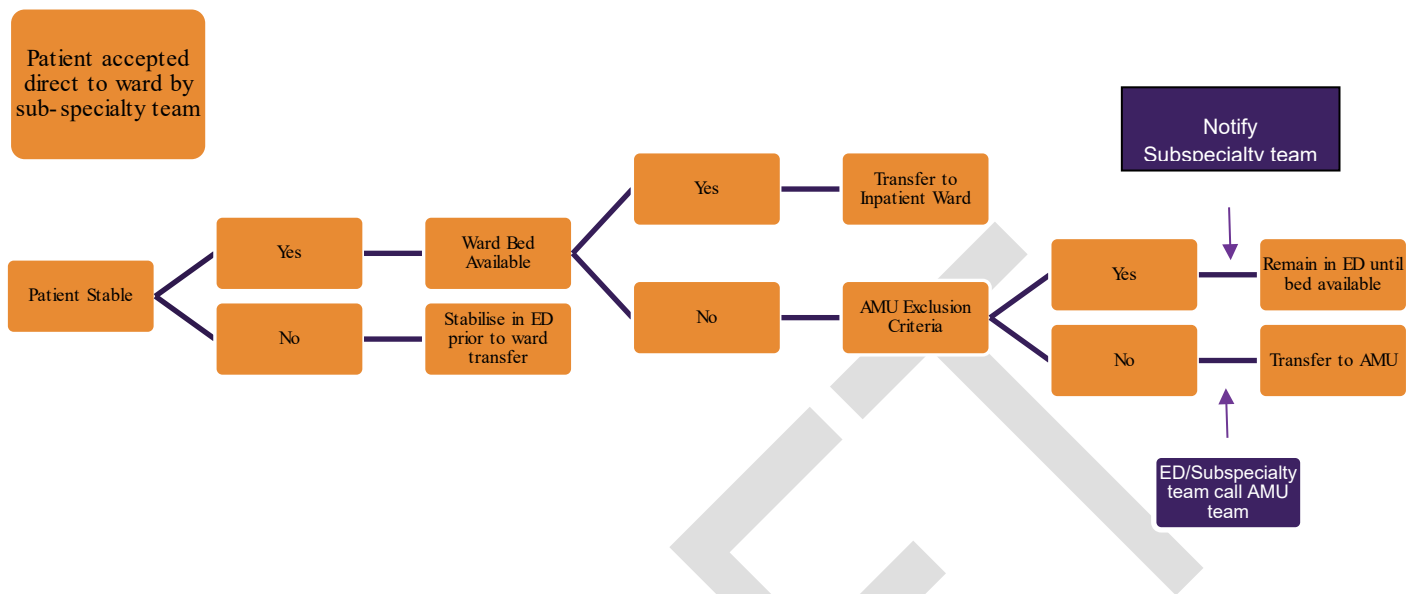 Patient accepted
direct to ward by
sub-specialty team
Notify
Subspecialty team
Yes
Transfer to
Inpatient Ward
Yes
Ward Bed
Available
Yes
Remain in ED until
bed available
Patient Stable
No
AMU Exclusion
Criteria
No
Stabilise in ED
prior to ward
transfer
No
Transfer to AMU
ED/Subspecialty
team call AMU
team